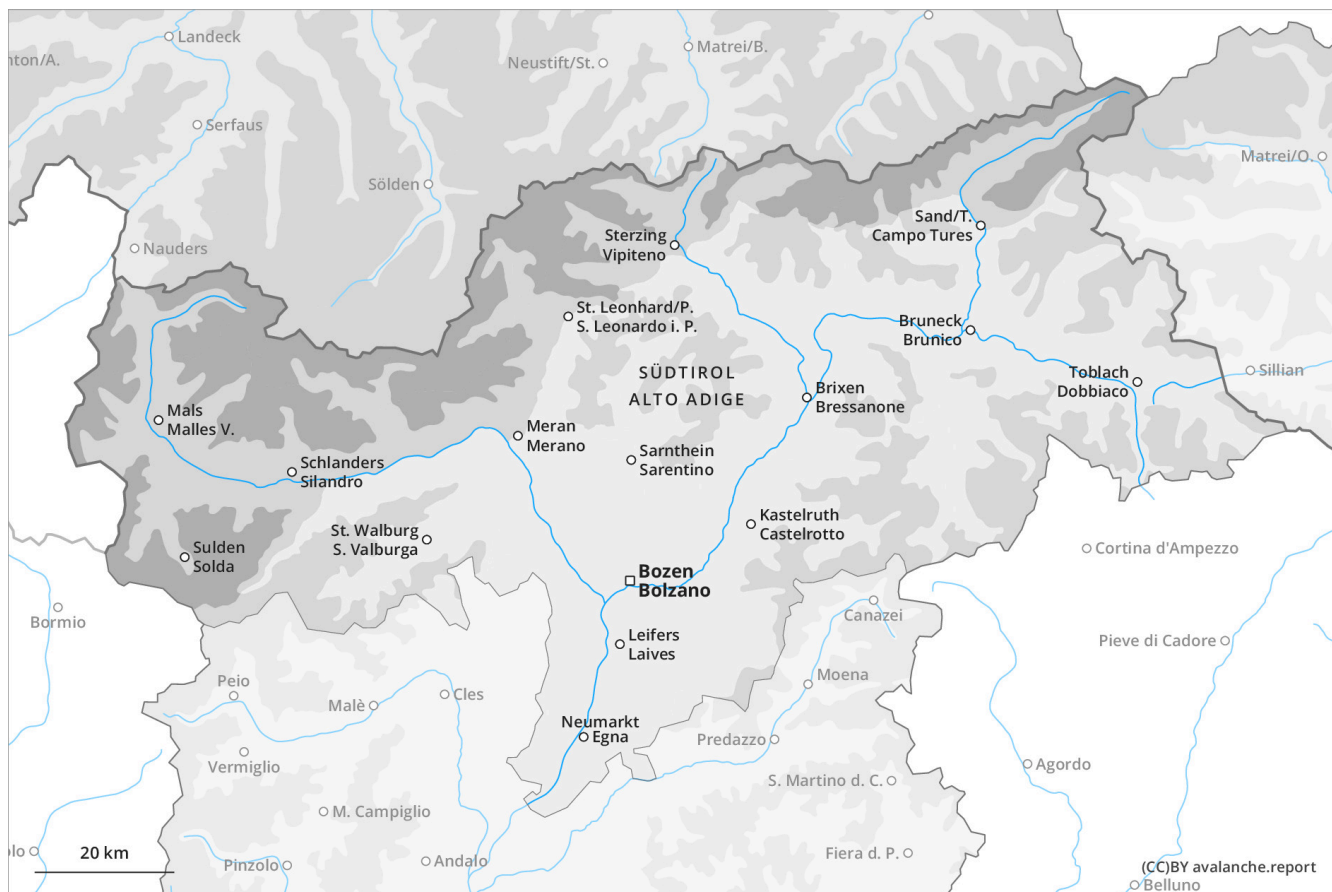 Landeck
nton/A.
Matrei/B.
Neustift/St.
Serfaus
Matrei/O.
Sölden
Sand/T.
Campo Tures
Nauders
Sterzing
Vipiteno
St. Leonhard/P.
S. Leonardo i. P.
Bruneck
Brunico
SÜDTIROL
ALTO ADIGE
Toblach
Dobbiaco
Sillian
Brixen
Bressanone
Mals
Malles V.
Meran
Merano
Schlanders
Silandro
Sarnthein
Sarentino
Kastelruth
Castelrotto
St. Walburg
S. Valburga
Sulden
Solda
Cortina d'Ampezzo
Bozen
Bolzano
Bormio
Canazei
Leifers
Laives
Pieve di Cadore
Peio
Malè
Cles
Moena
Neumarkt
Egna
Predazzo
Vermiglio
Agordo
S. Martino d. C.
M. Campiglio
olo
20 km
Pinzolo
Andalo
Fiera d. P.
(CC)BY avalanche.report
Belluno